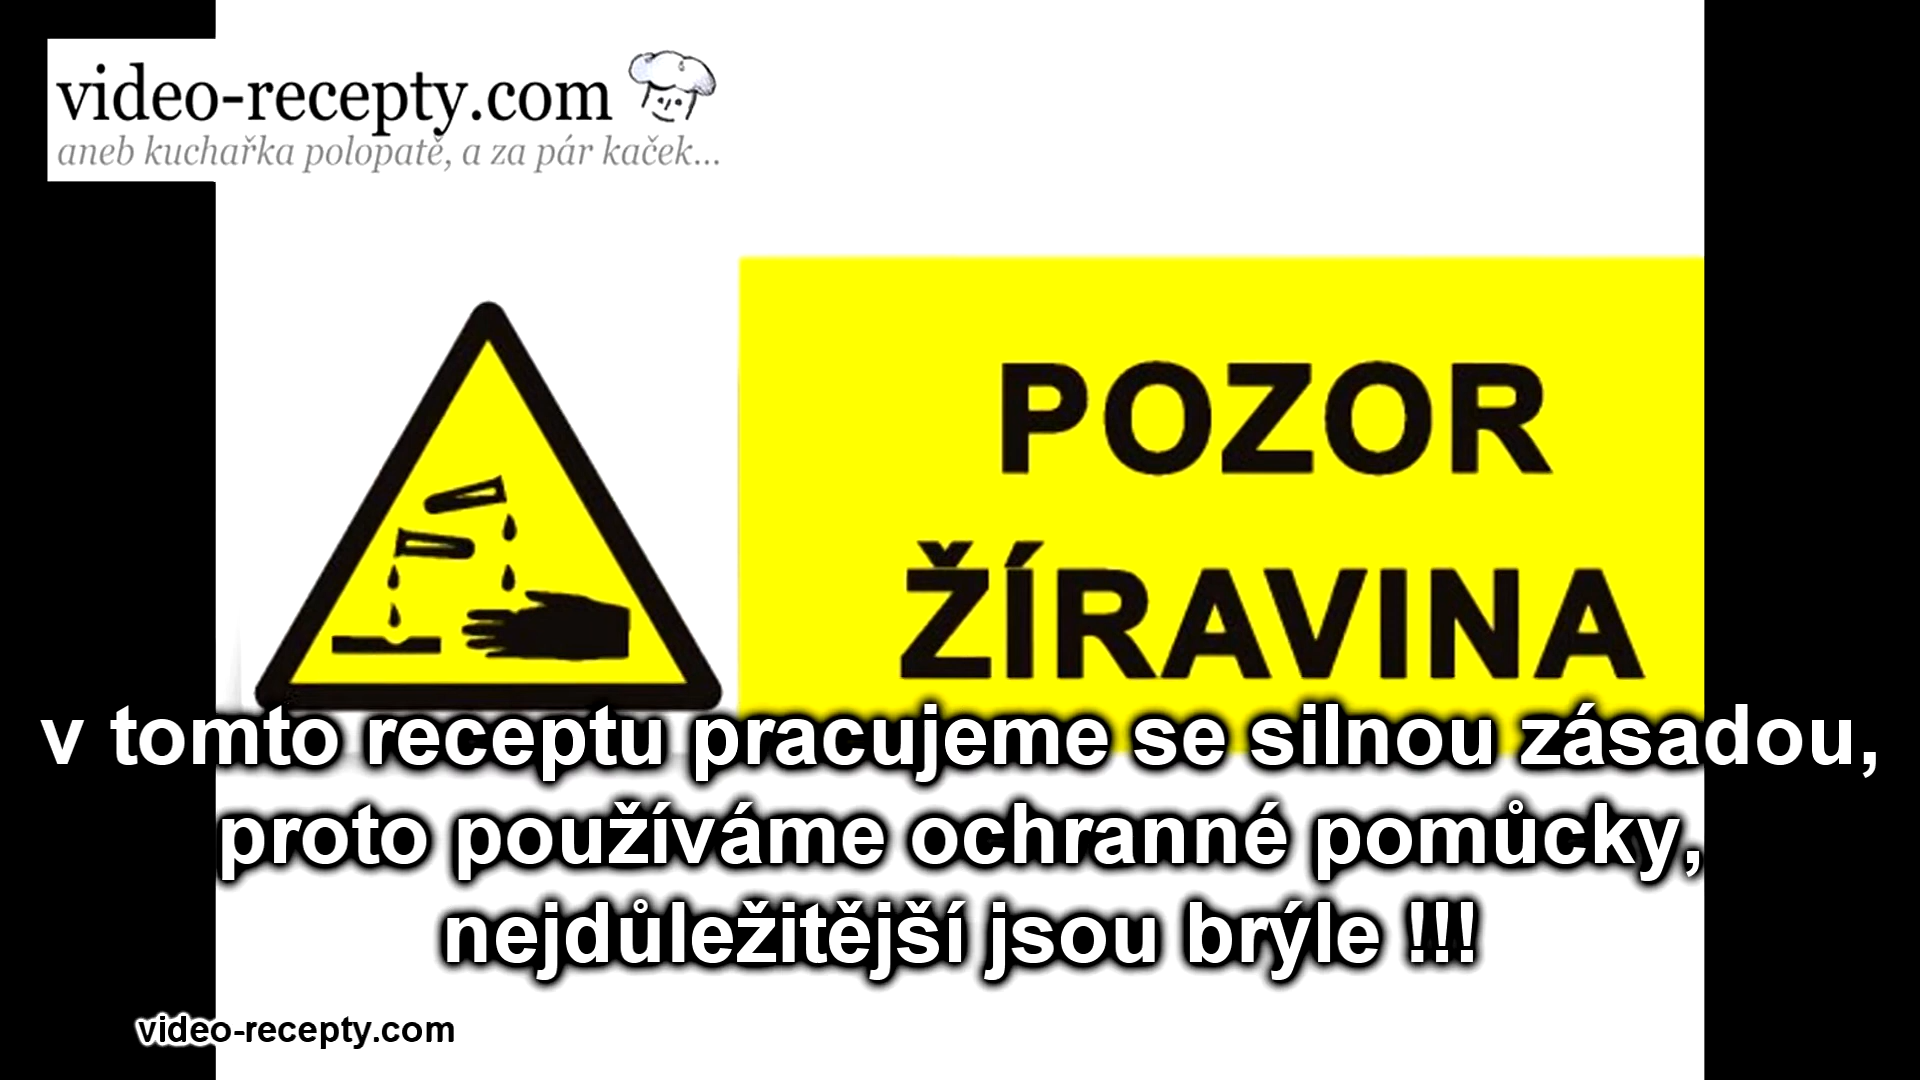 video-recepty.com
aneb kuchařka polopatě, a za pár kaček...
POZOR
ŽÍRAVINA
v tomto receptu pracujeme se silnou zásadou,
proto používáme ochranné pomůcky,
nejdůležitější jsou brýle !!!
video-recepty.com